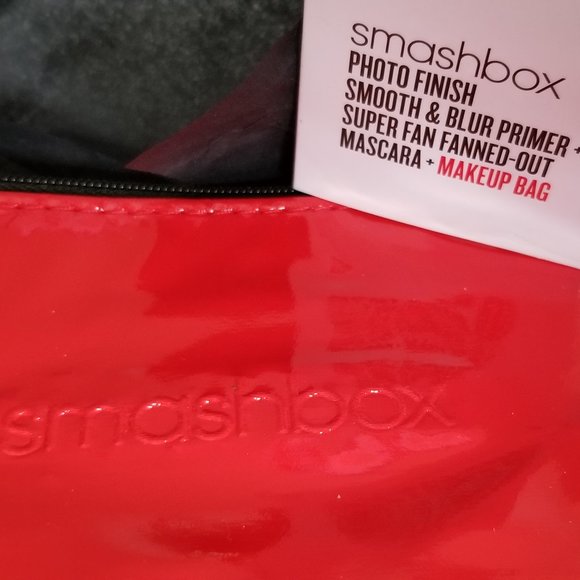 smashbox
PHOTO FINISH
SMOOTH & BLUR PRIMER +
SUPER FAN FANNED-OUT
MASCARA + MAKEUP BAG
smashbox